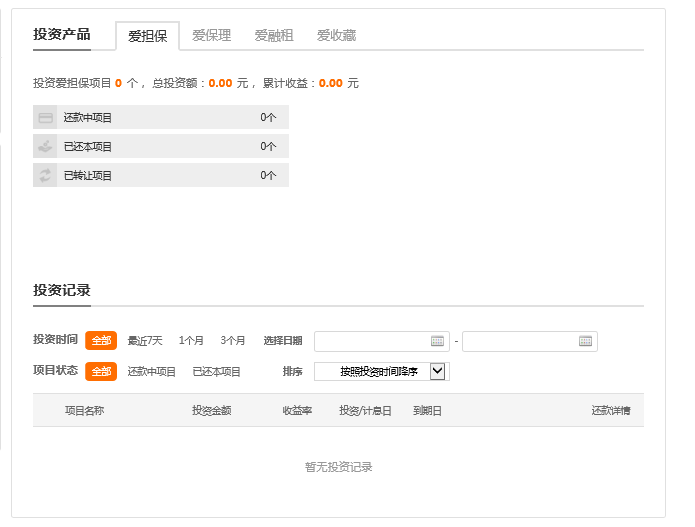 投资产品 爱担保 爱保理 爱融租 爱收藏
投资爱担保项目 0 个， 总投资额：0.00 元， 累计收益：0.00 元
还款中项目 0个
已还本项目 0个
已转让项目 0个
投资记录
投资时间 全部 最近7天 1个月 3个月 选择日期 -
项目状态 全部 还款中项目 已还本项目 排序 按照投资时间降序
项目名称 投资金额 收益率 投资/计息日 到期日 还款详情
暂无投资记录